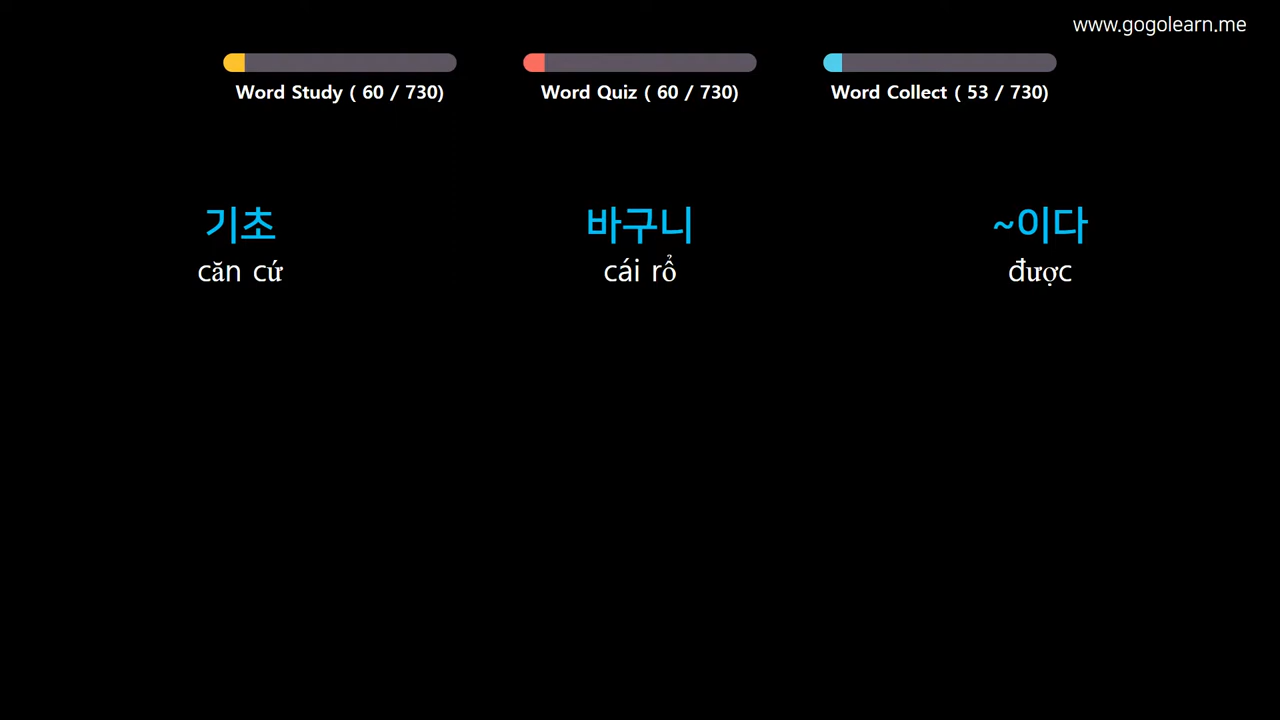 www.gogolearn.me
Word Study ( 60 / 730)
Word Quiz ( 60 / 730)
Word Collect ( 53 / 730)
기초
바구니
~이다
căn cứ
cái rổ
được